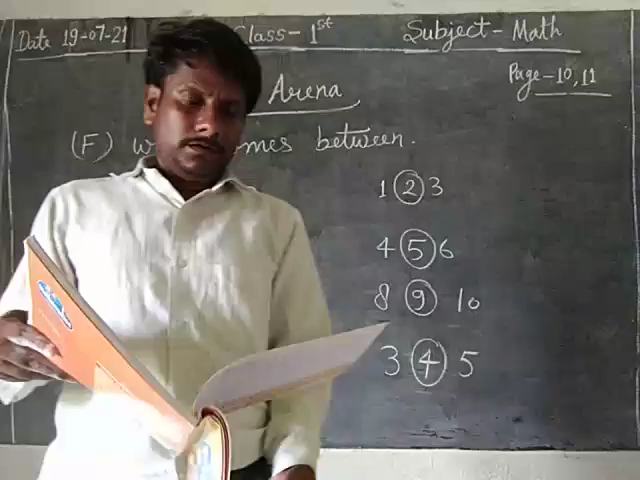 Date 19-07-21 Class-1st Subject-Math
Page-10,11
Arena
(F) comes between.
1 2 3
4 5 6
8 9 10
3 4 5